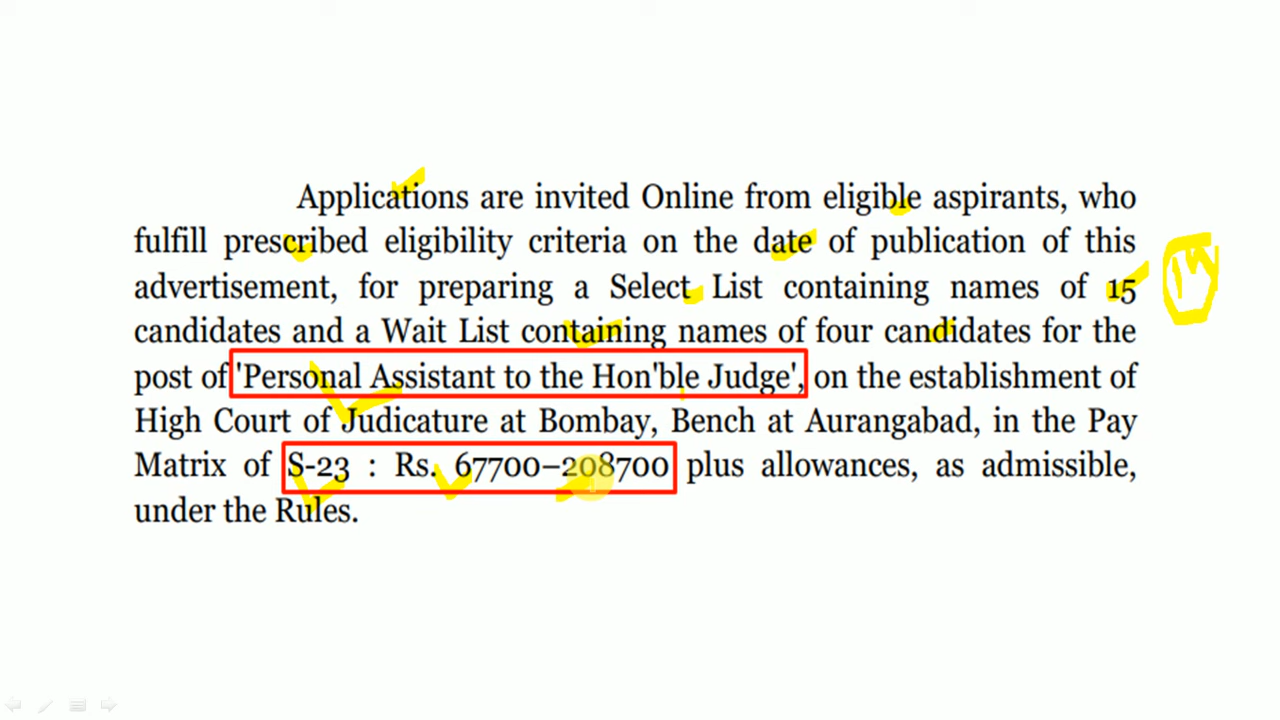 Applications are invited Online from eligible aspirants, who
fulfill prescribed eligibility criteria on the date of publication of this
advertisement, for preparing a Select List containing names of 15
candidates and a Wait List containing names of four candidates for the
post of 'Personal Assistant to the Hon'ble Judge', on the establishment of
High Court of Judicature at Bombay, Bench at Aurangabad, in the Pay
Matrix of S-23 : Rs. 67700–208700 plus allowances, as admissible,
under the Rules.